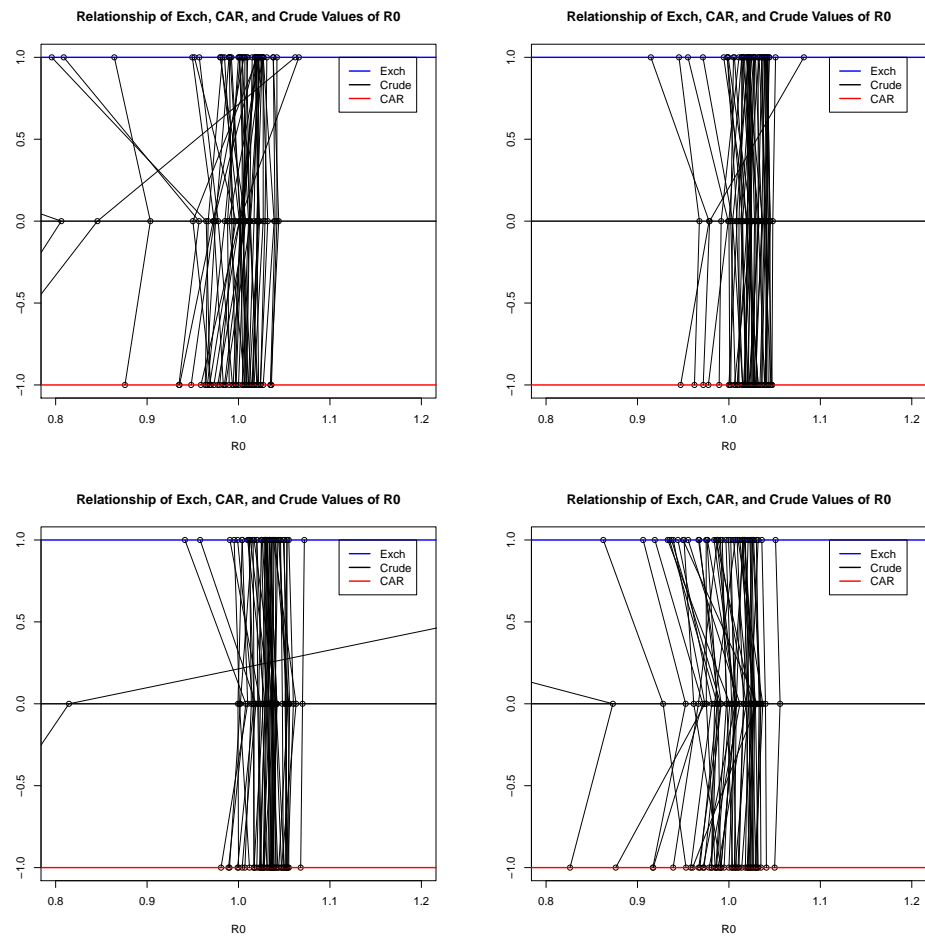 Relationship of Exch, CAR, and Crude Values of R0
1.0
0.5
0.0
−0.5
−1.0
Exch
Crude
CAR
0.8 0.9 1.0 1.1 1.2
R0
Relationship of Exch, CAR, and Crude Values of R0
1.0
0.5
0.0
−0.5
−1.0
Exch
Crude
CAR
0.8 0.9 1.0 1.1 1.2
R0
Relationship of Exch, CAR, and Crude Values of R0
1.0
0.5
0.0
−0.5
−1.0
Exch
Crude
CAR
0.8 0.9 1.0 1.1 1.2
R0
Relationship of Exch, CAR, and Crude Values of R0
1.0
0.5
0.0
−0.5
−1.0
Exch
Crude
CAR
0.8 0.9 1.0 1.1 1.2
R0